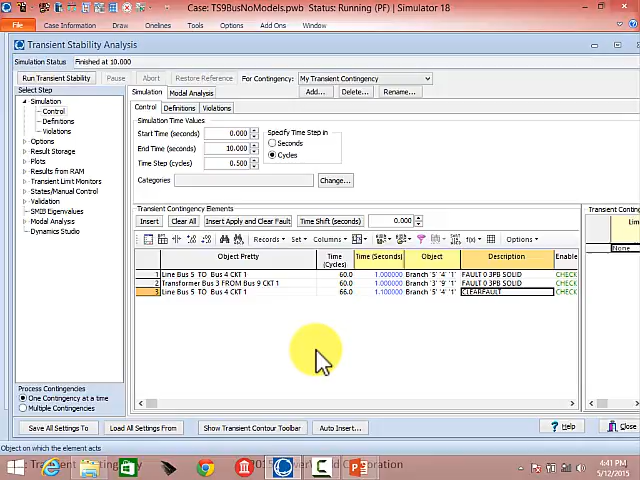 Case: TS9BusNoModels.pwb Status: Running (PF) | Simulator 18
File Case Information Draw Onelines Tools Options Add Ons Window
Transient Stability Analysis
Simulation Status Finished at 10.000
Run Transient Stability Pause Abort Restore Reference For Contingency: My Transient Contingency
Select Step Simulation Modal Analysis Add... Delete... Rename...
Simulation
Control
Definitions
Violations
Options
Result Storage
Plots
Results from RAM
Transient Limit Monitors
States/Manual Control
Validation
SMIB Eigenvalues
Modal Analysis
Dynamics Studio
Control Definitions Violations
Simulation Time Values
Start Time (seconds) 0.000
End Time (seconds) 10.000
Time Step (cycles) 0.500
Specify Time Step in
Seconds
Cycles
Categories Change...
Transient Contingency Elements
Insert Clear All Insert Apply and Clear Fault Time Shift (seconds) 0.000
Records Set Columns Options
Object Pretty Time (Cycles) Time (Seconds) Object Description Enable
1 Line Bus 5 TO Bus 4 CKT 1 60.0 1.000000 Branch '5' '4' '1' FAULT 0 3PB SOLID CHECK
2 Transformer Bus 3 FROM Bus 9 CKT 1 60.0 1.000000 Branch '3' '9' '1' FAULT 0 3PB SOLID CHECK
3 Line Bus 5 TO Bus 4 CKT 1 66.0 1.100000 Branch '5' '4' '1' CLEARFAULT CHECK
Transient Contin
Lim
None
Process Contingencies
One Contingency at a time
Multiple Contingencies
Save All Settings To Load All Settings From Show Transient Contour Toolbar Auto Insert... Help Close
Object on which the element acts
Corporation
4:41 PM
5/12/2015